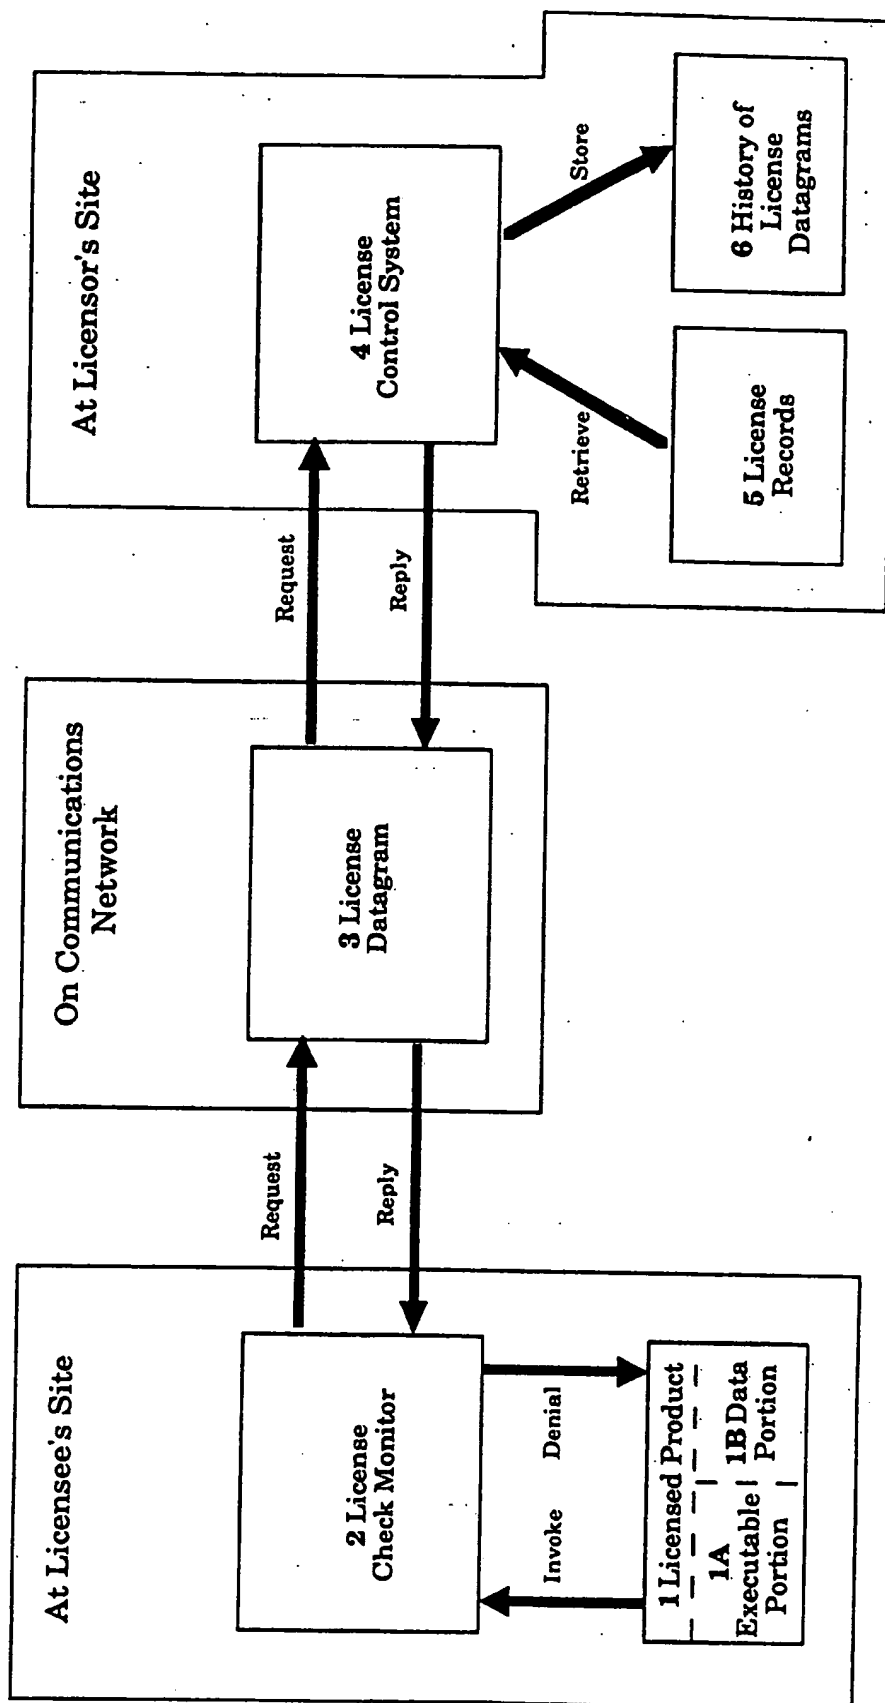 At Licensee's Site
2 License
Check Monitor
Invoke
Denial
1 Licensed Product
1A
Executable
Portion
1B Data
Portion
Request
Reply
On Communications
Network
3 License
Datagram
Request
Reply
At Licensor's Site
4 License
Control System
Retrieve
Store
5 License
Records
6 History of
License
Datagrams